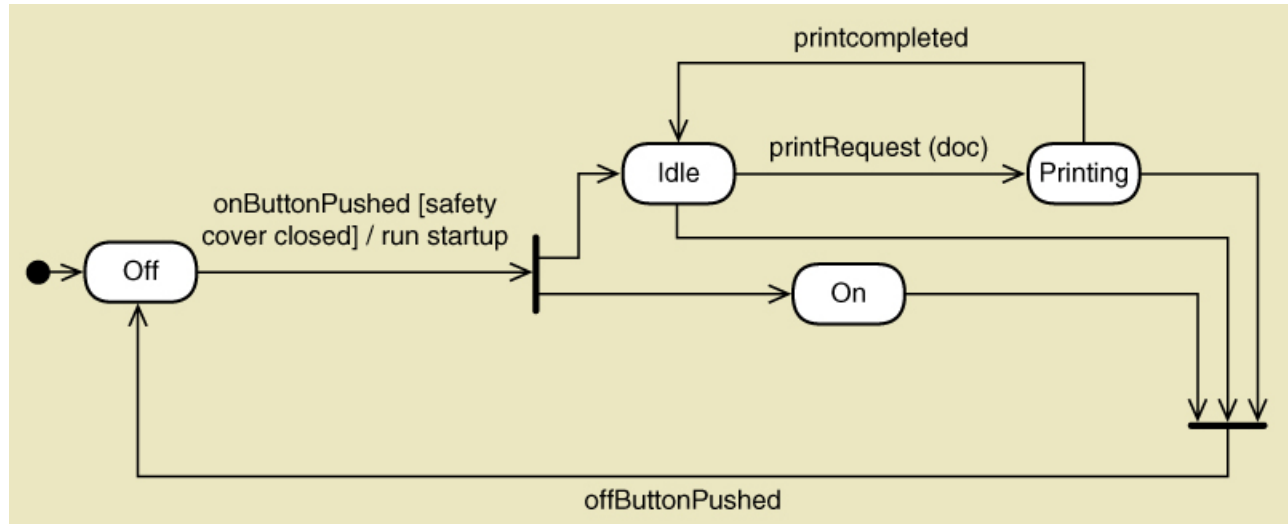 printcompleted
Idle
printRequest (doc)
Printing
onButtonPushed [safety
cover closed] / run startup
Off
On
offButtonPushed